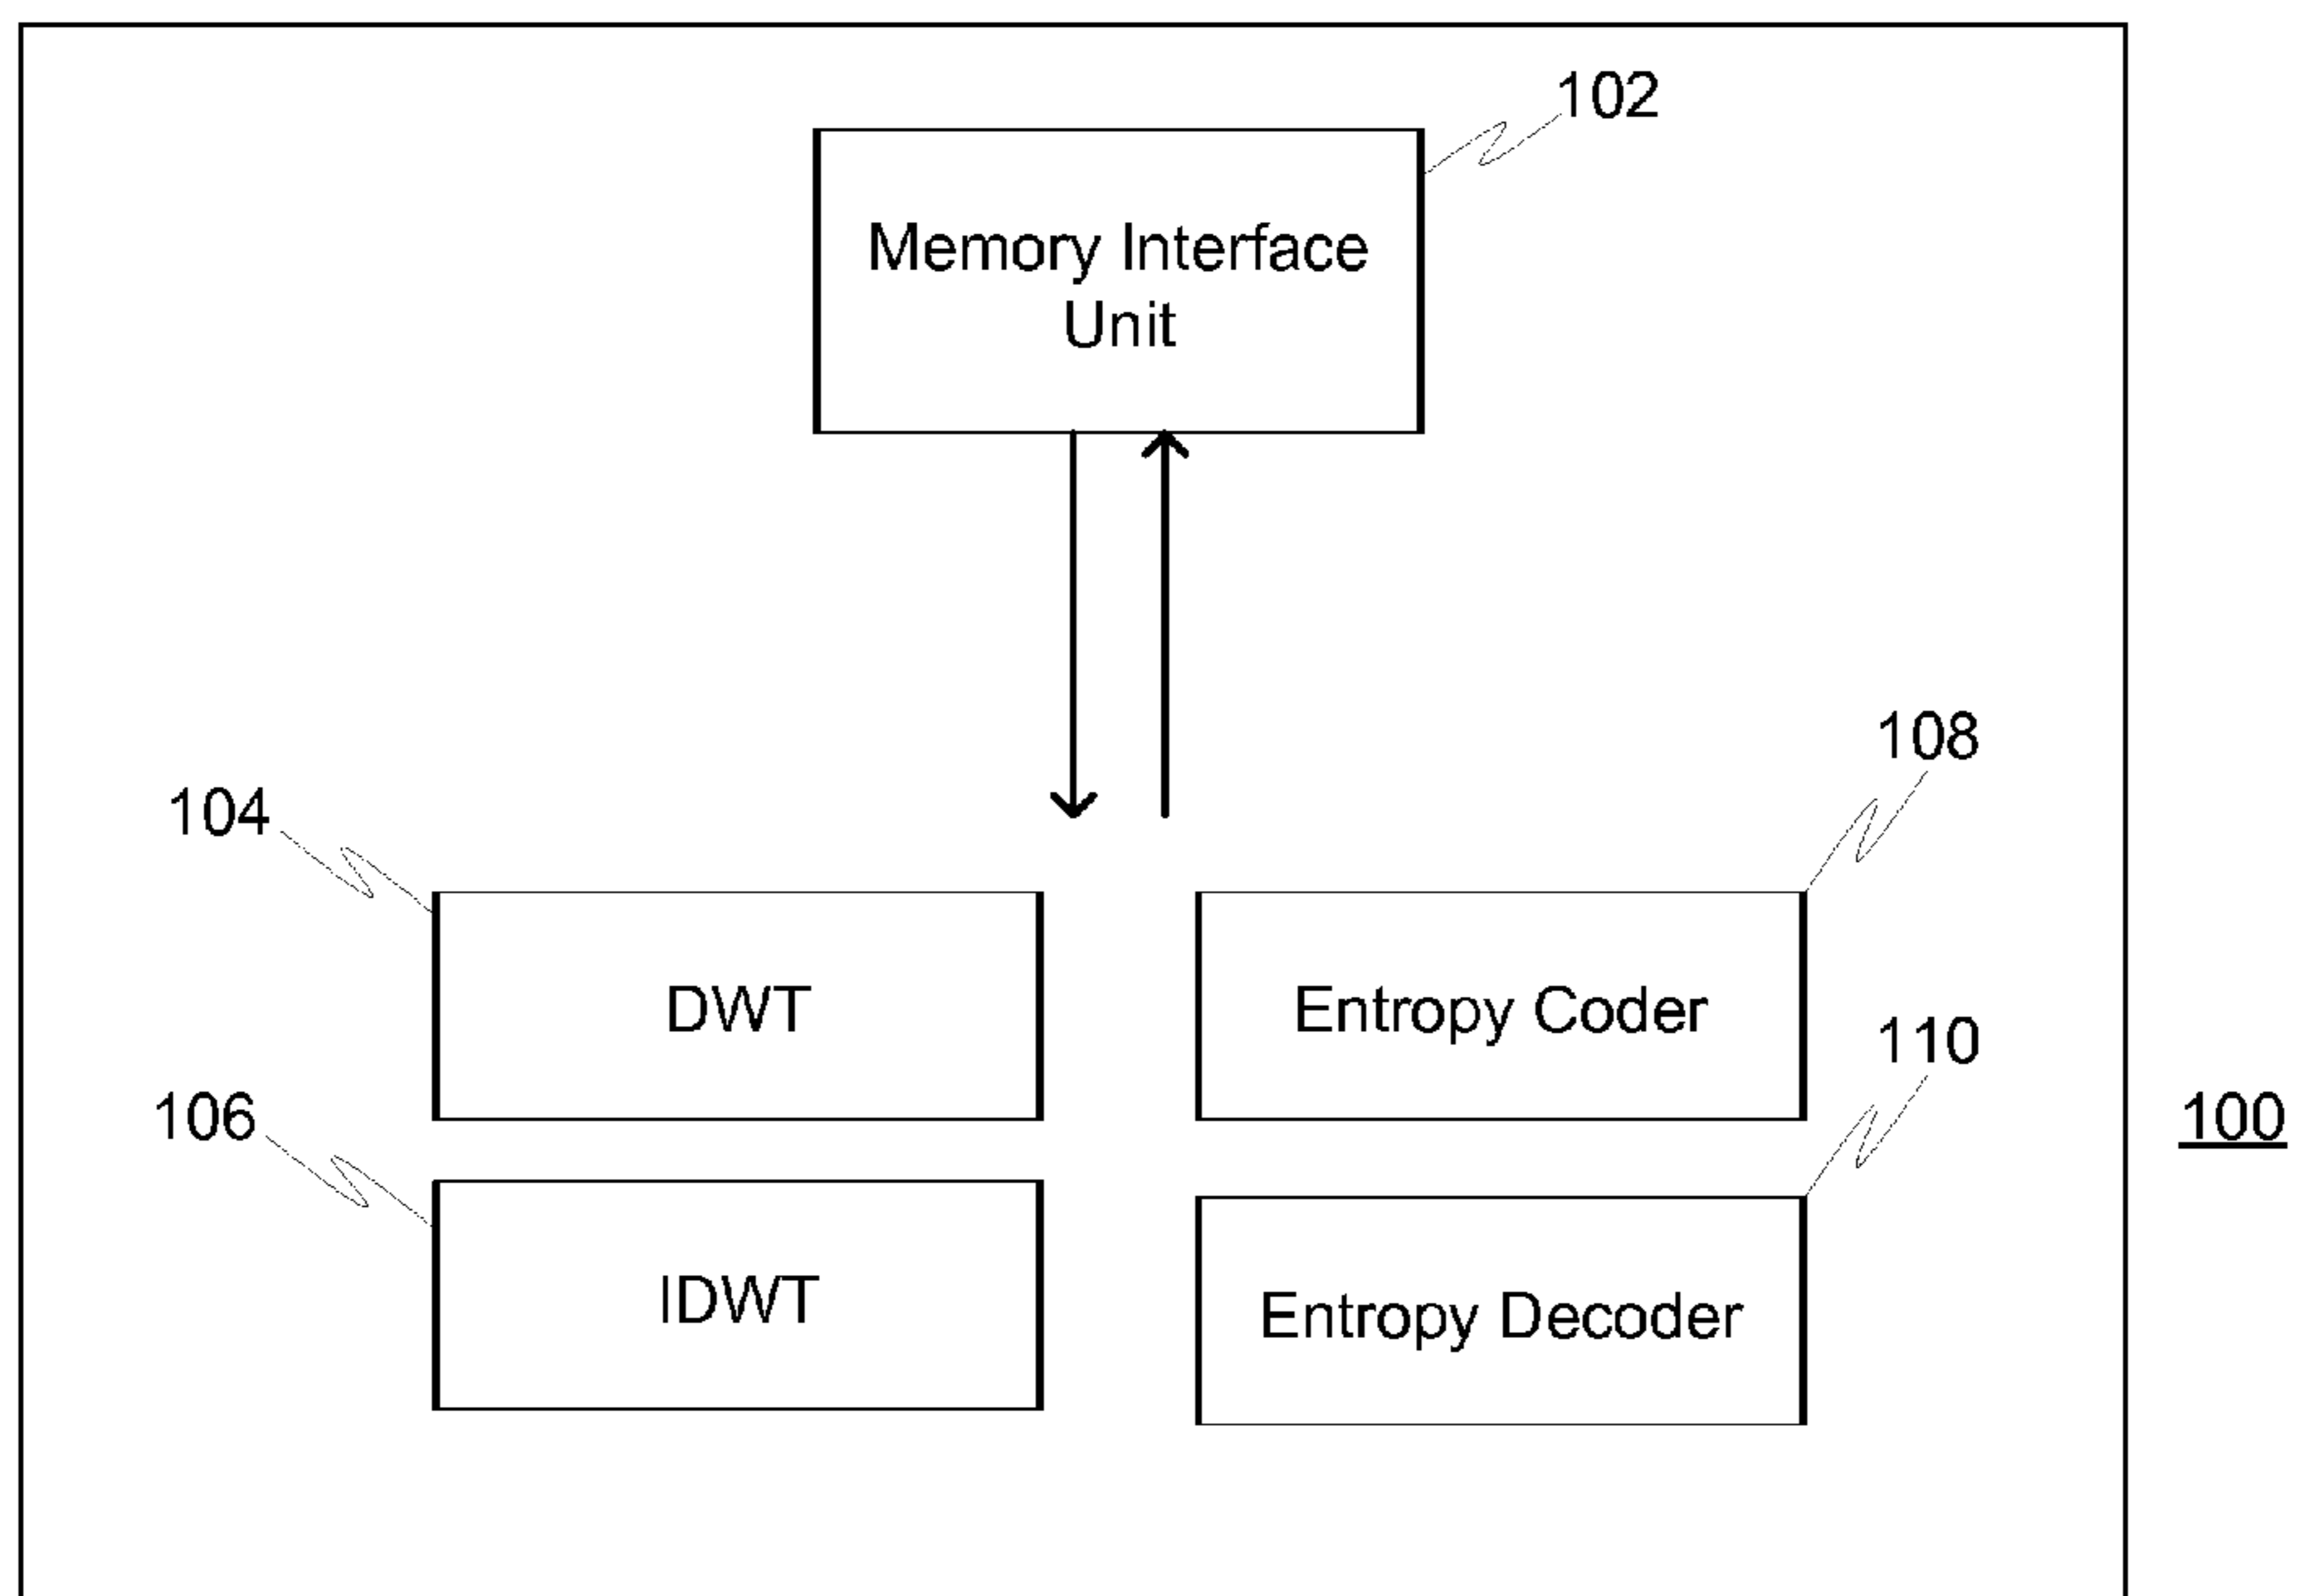 102
Memory Interface
Unit
108
104
DWT
Entropy Coder
110
106
100
IDWT
Entropy Decoder